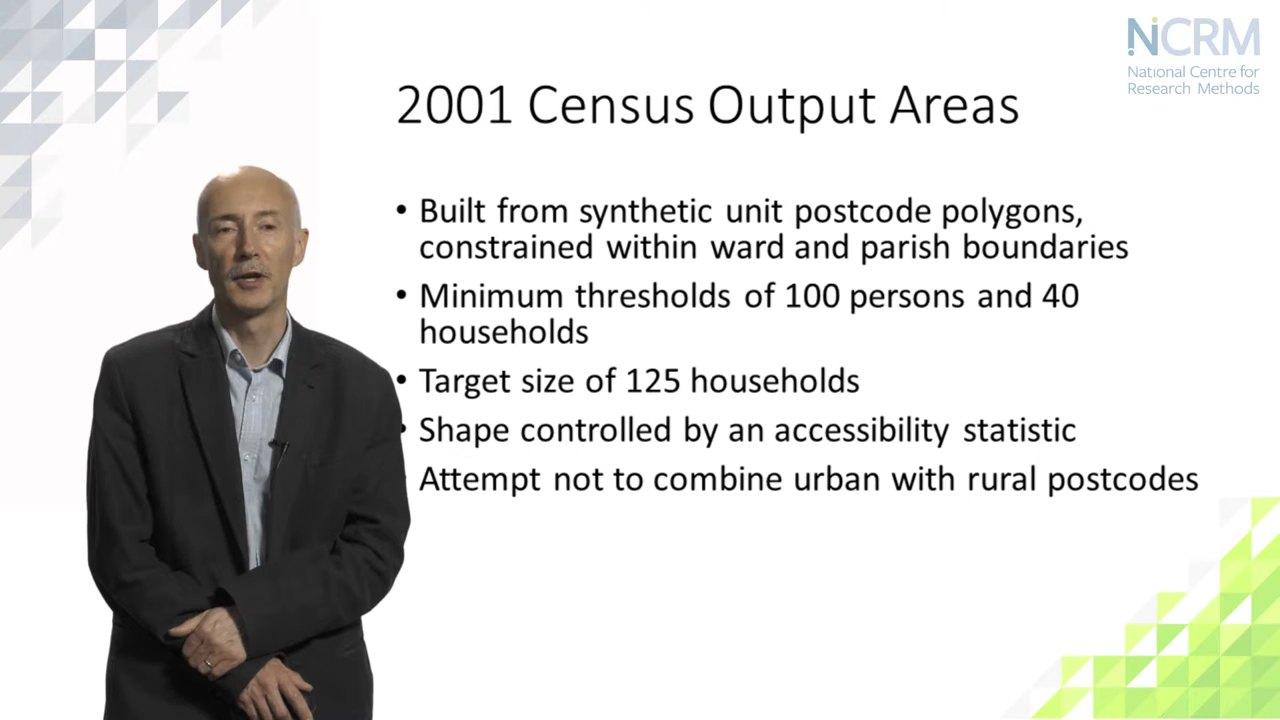 NCRM
National Centre for
Research Methods
2001 Census Output Areas
• Built from synthetic unit postcode polygons,
constrained within ward and parish boundaries
• Minimum thresholds of 100 persons and 40
households
• Target size of 125 households
• Shape controlled by an accessibility statistic
Attempt not to combine urban with rural postcodes